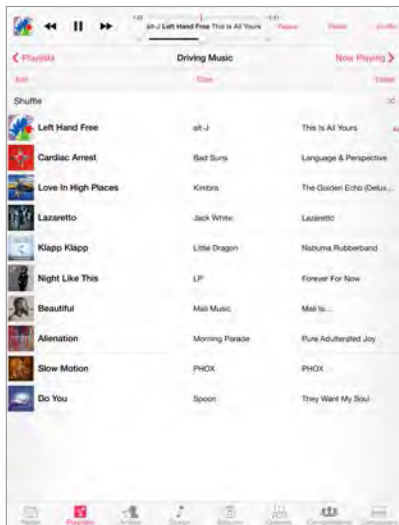 alt-J Left Hand Free This Is All Yours Shuffle
Playlists Driving Music Now Playing
Edit Clear Delete
Shuffle
Left Hand Free alt-J This Is All Yours
Cardiac Arrest Bad Suns Language & Perspective
Love In High Places Kimbra The Golden Echo (Delux...
Lazaretto Jack White Lazaretto
Klapp Klapp Little Dragon Nabuma Rubberband
Night Like This LP Forever For Now
Beautiful Mali Music Mali Is...
Alienation Morning Parade Pure Adulterated Joy
Slow Motion PHOX PHOX
Do You Spoon They Want My Soul
Playlists